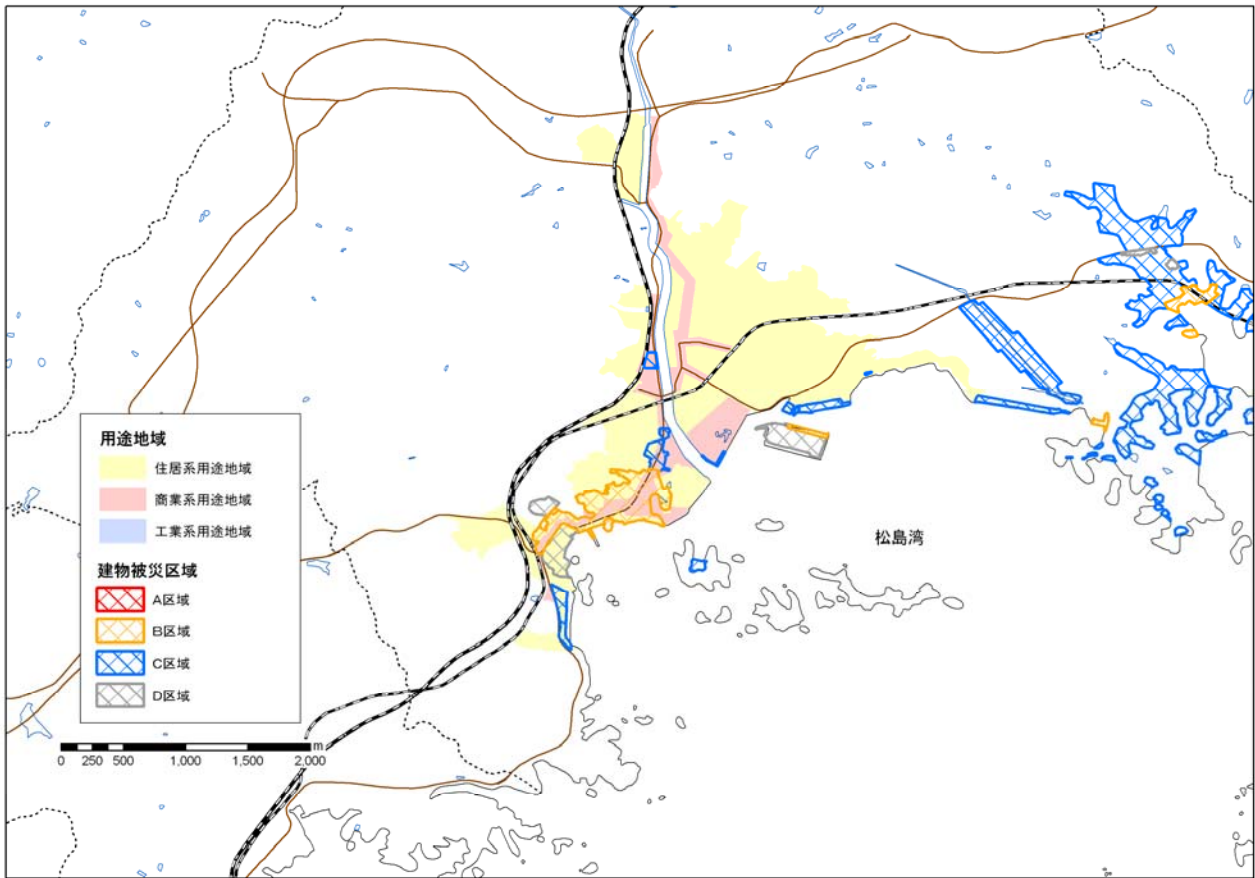 松島湾
用途地域
住居系用途地域
商業系用途地域
工業系用途地域
建物被災区域
A区域
B区域
C区域
D区域
m
0 250 500 1,000 1,500 2,000